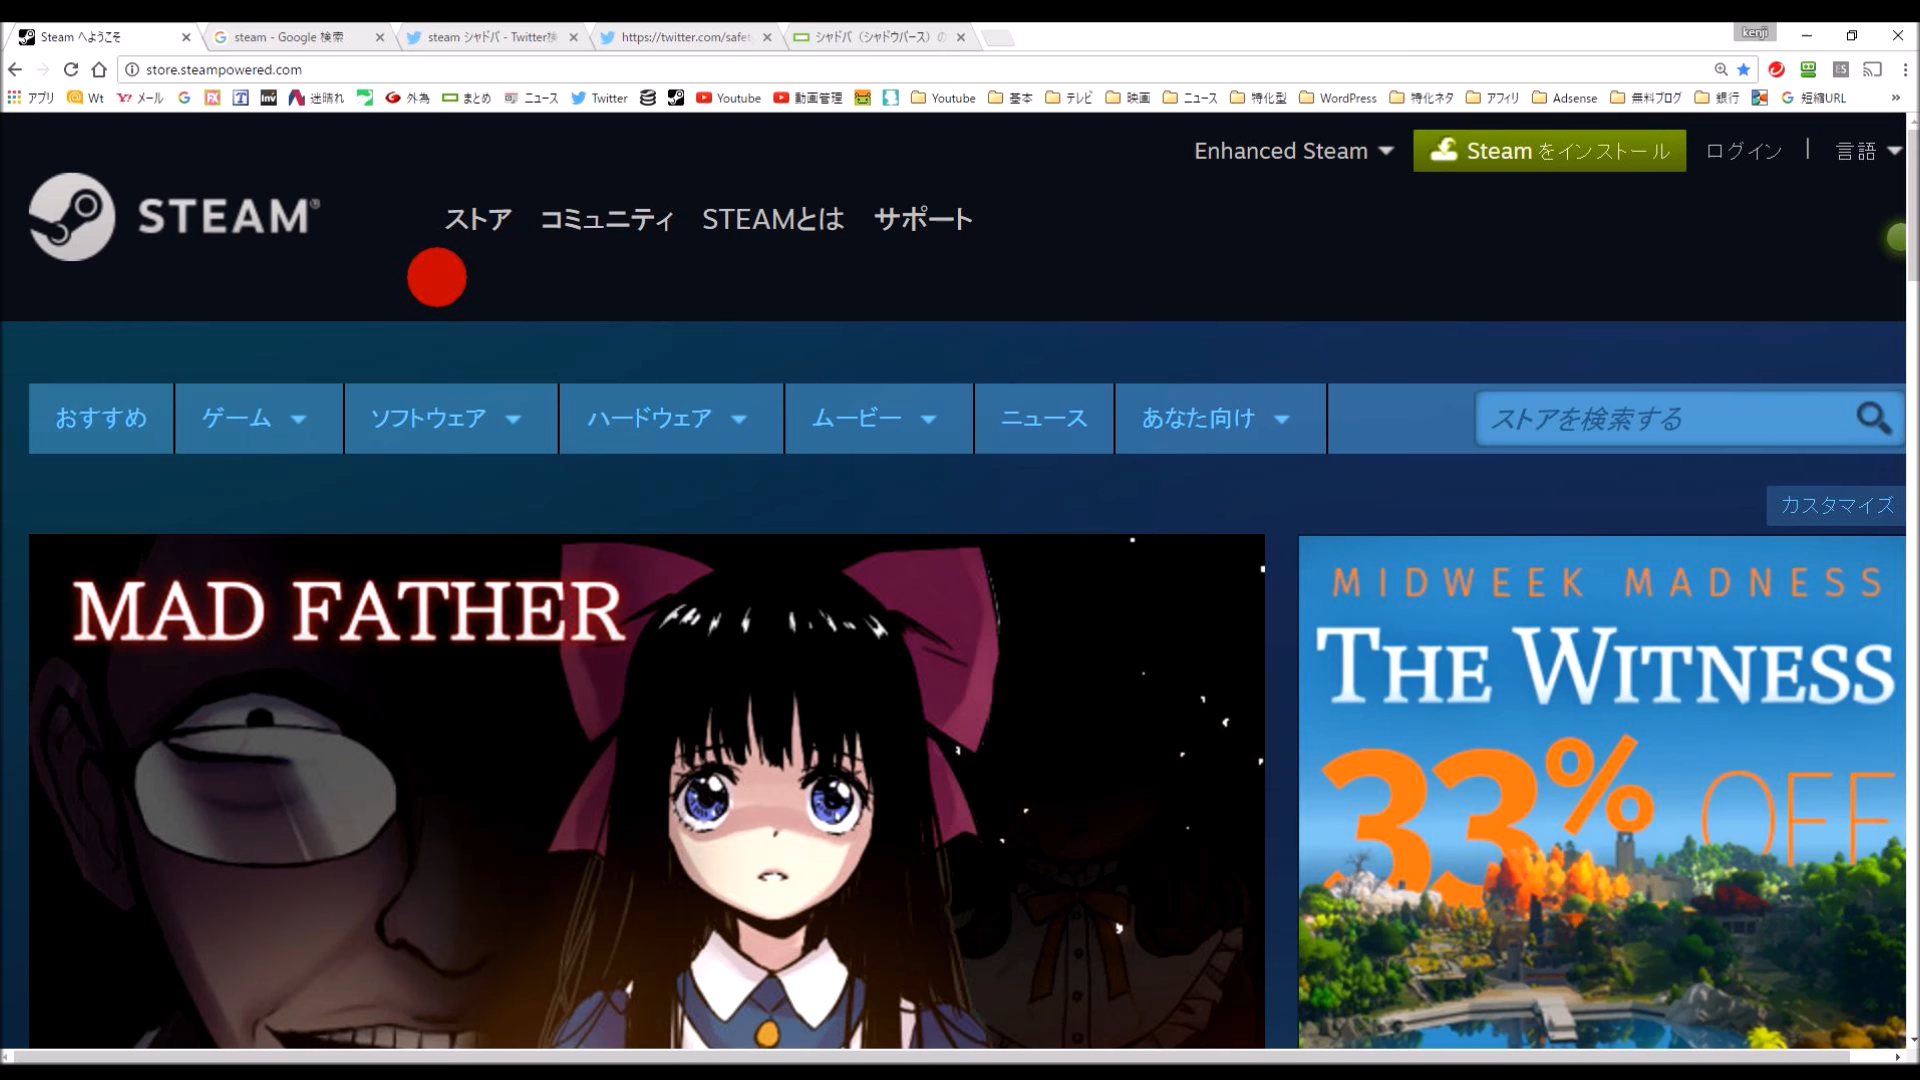 Steam へようこそ
steam - Google 検索
steam シャドバ - Twitter検
https://twitter.com/safet
シャドバ（シャドウバース）の
kenji
store.steampowered.com
アプリ Wt メール 迷晴れ 外為 まとめ ニュース Twitter Youtube 動画管理 Youtube 基本 テレビ 映画 ニュース 特化型 WordPress 特化ネタ アフィリ Adsense 無料ブログ 銀行 短縮URL »
Enhanced Steam Steamをインストール ログイン | 言語
STEAM®
ストア コミュニティ STEAMとは サポート
おすすめ ゲーム ソフトウェア ハードウェア ムービー ニュース あなた向け ストアを検索する
カスタマイズ
MAD FATHER
MIDWEEK MADNESS
THE WITNESS
33% OFF